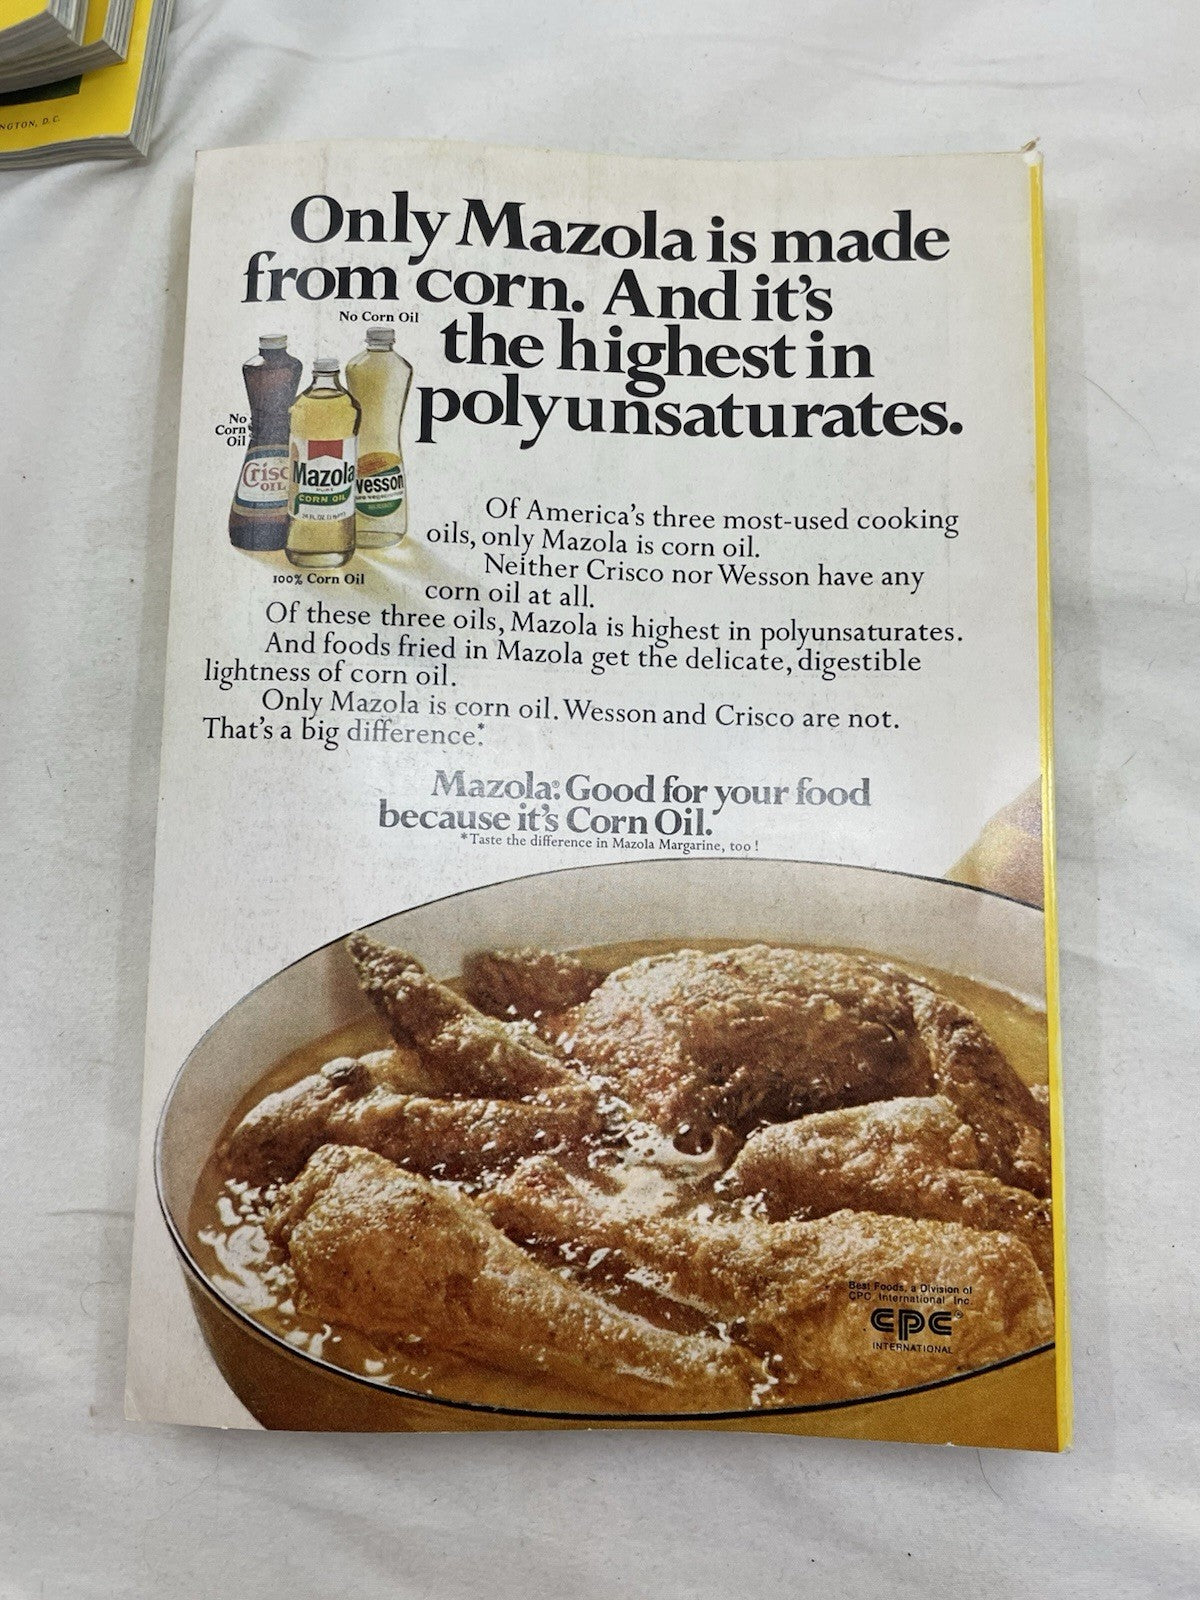 NGTON, D.C.
Only Mazola is made
from corn. And it's
the highest in
polyunsaturates.
No Corn Oil
No
Corn
Oil
Crisc
OIL
Mazola
PURE
CORN OIL
Wesson
100% Corn Oil
Of America's three most-used cooking
oils, only Mazola is corn oil.
Neither Crisco nor Wesson have any
corn oil at all.
Of these three oils, Mazola is highest in polyunsaturates.
And foods fried in Mazola get the delicate, digestible
lightness of corn oil.
Only Mazola is corn oil. Wesson and Crisco are not.
That's a big difference.*
Mazola:® Good for your food
because it's Corn Oil.
*Taste the difference in Mazola Margarine, too!
Best Foods, a Division of
CPC International Inc.
CPC®
INTERNATIONAL